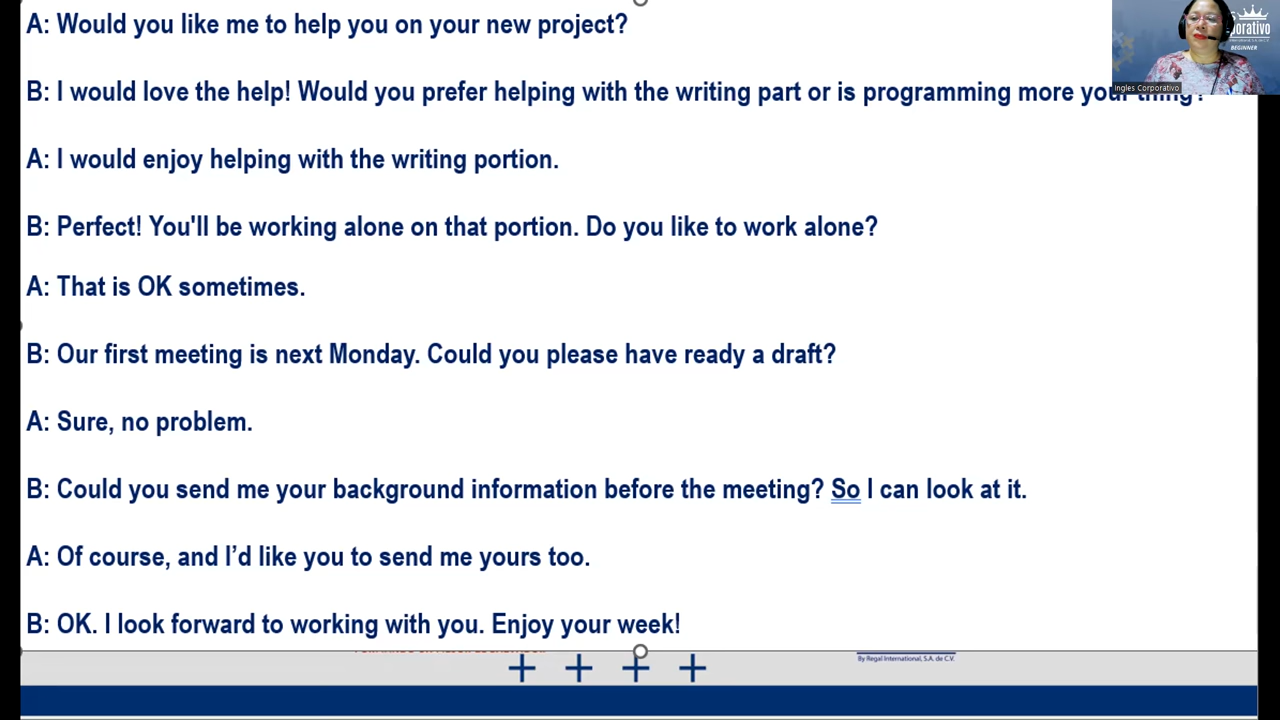 A: Would you like me to help you on your new project?
B: I would love the help! Would you prefer helping with the writing part or is programming more your thing?
A: I would enjoy helping with the writing portion.
B: Perfect! You'll be working alone on that portion. Do you like to work alone?
A: That is OK sometimes.
B: Our first meeting is next Monday. Could you please have ready a draft?
A: Sure, no problem.
B: Could you send me your background information before the meeting? So I can look at it.
A: Of course, and I’d like you to send me yours too.
B: OK. I look forward to working with you. Enjoy your week!
BEGINNER
Ingles Corporativo
By Regal International, S.A. de C.V.